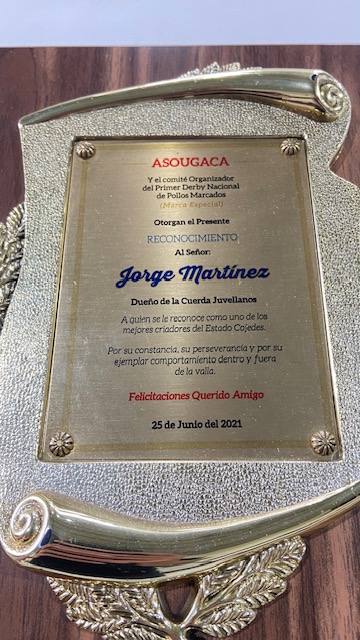 ASOUGACA
Y el comité Organizador
del Primer Derby Nacional
de Pollos Marcados
(Marca Especial)
Otorgan el Presente
RECONOCIMIENTO
Al Señor:
Jorge Martínez
Dueño de la Cuerda Juvellanos
A quien se le reconoce como uno de los
mejores criadores del Estado Cojedes.
Por su constancia, su perseverancia y por su
ejemplar comportamiento dentro y fuera
de la valla.
Felicitaciones Querido Amigo
25 de Junio del 2021